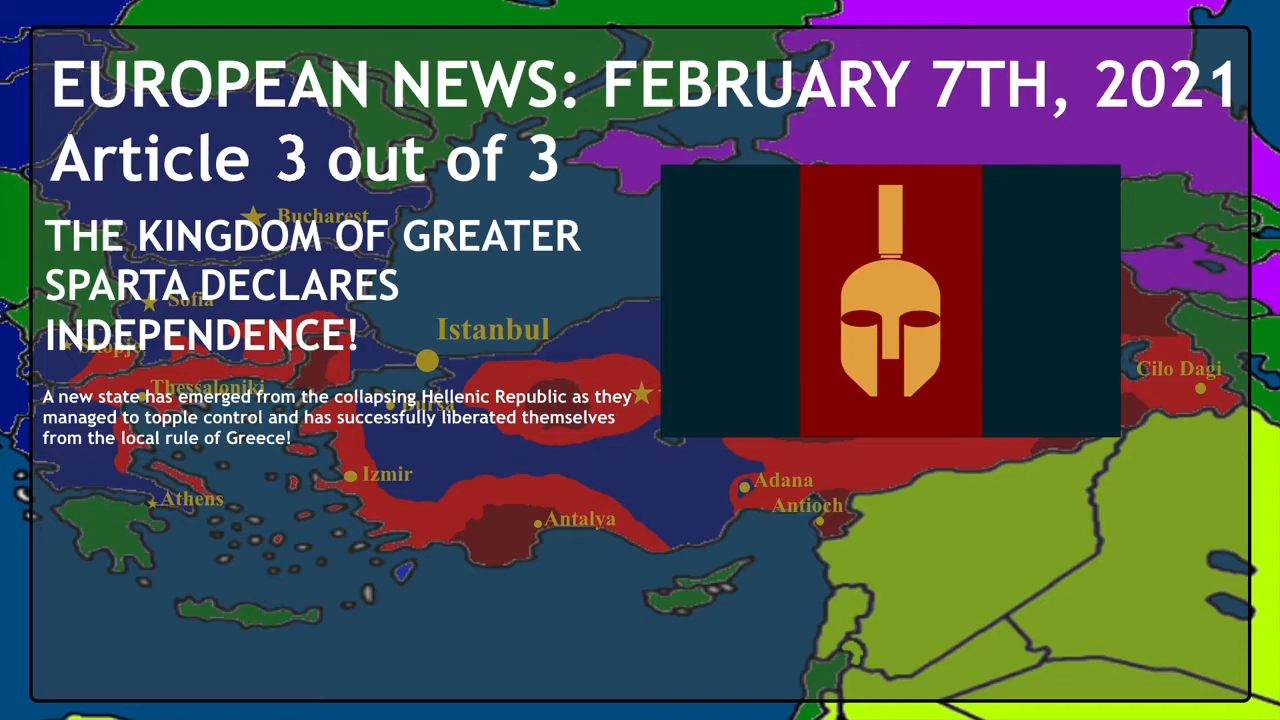 EUROPEAN NEWS: FEBRUARY 7TH, 2021
Article 3 out of 3
Bucharest
THE KINGDOM OF GREATER
SPARTA DECLARES
INDEPENDENCE!
Sofia
Istanbul
Skopje
Cilo Dagi
Thessaloniki
A new state has emerged from the collapsing Hellenic Republic as they
managed to topple control and has successfully liberated themselves
from the local rule of Greece!
Bursa
Izmir
Adana
Athens
Antioch
Antalya